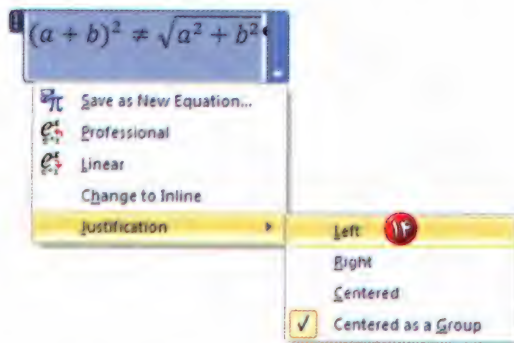 (a + b)² ≠ √a² + b²
Save as New Equation...
Professional
Linear
Change to Inline
Justification
Left ۱۴
Right
Centered
Centered as a Group